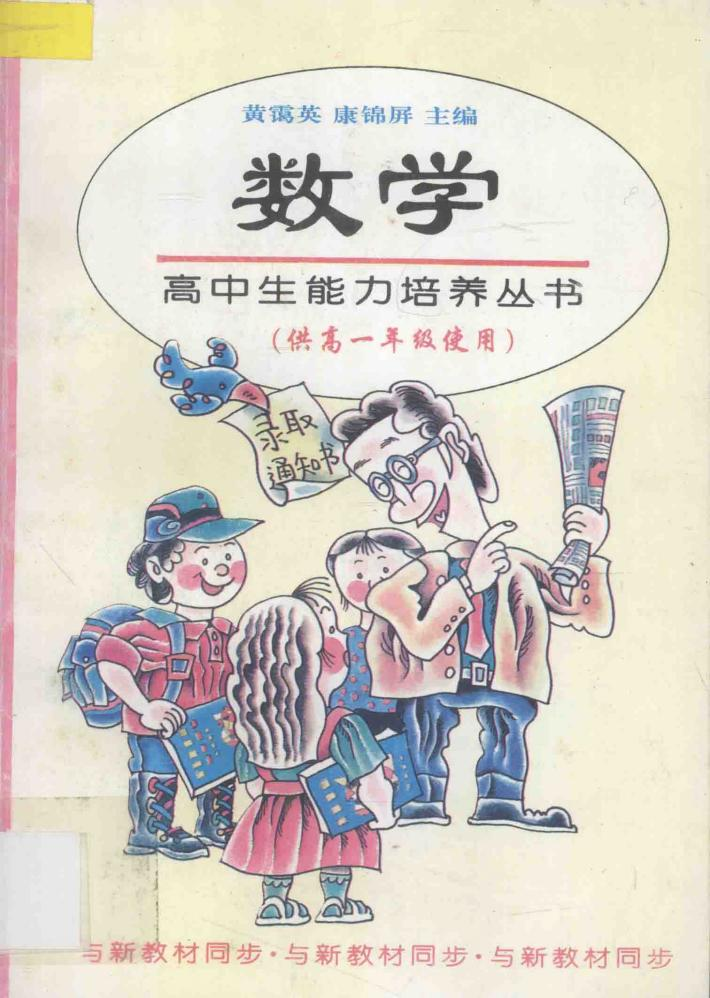 黄霭英 康锦屏 主编
数学
高中生能力培养丛书
(供高一年级使用)
录取
通知书
与新教材同步·与新教材同步·与新教材同步